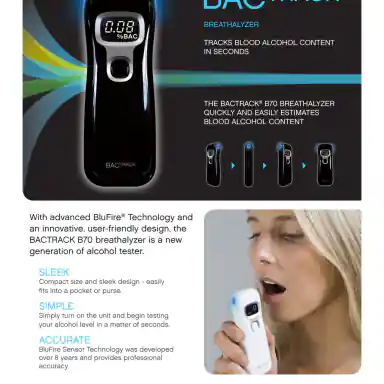 0.08
%BAC
BACTRACK
BACTRACK
BREATHALYZER
TRACKS BLOOD ALCOHOL CONTENT
IN SECONDS
THE BACTRACK® B70 BREATHALYZER
QUICKLY AND EASILY ESTIMATES
BLOOD ALCOHOL CONTENT
With advanced BluFire® Technology and
an innovative, user-friendly design, the
BACTRACK B70 breathalyzer is a new
generation of alcohol tester.
SLEEK
Compact size and sleek design - easily
fits into a pocket or purse.
SIMPLE
Simply turn on the unit and begin testing
your alcohol level in a matter of seconds.
ACCURATE
BluFire Sensor Technology was developed
over 8 years and provides professional
accuracy